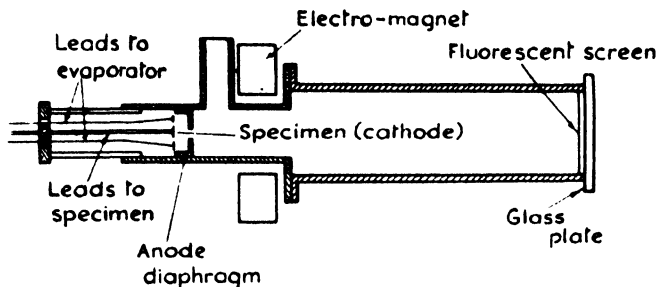 Leads to
evaporator
Electro-magnet
Fluorescent screen
Specimen (cathode)
Leads to
specimen
Anode
diaphragm
Glass
plate